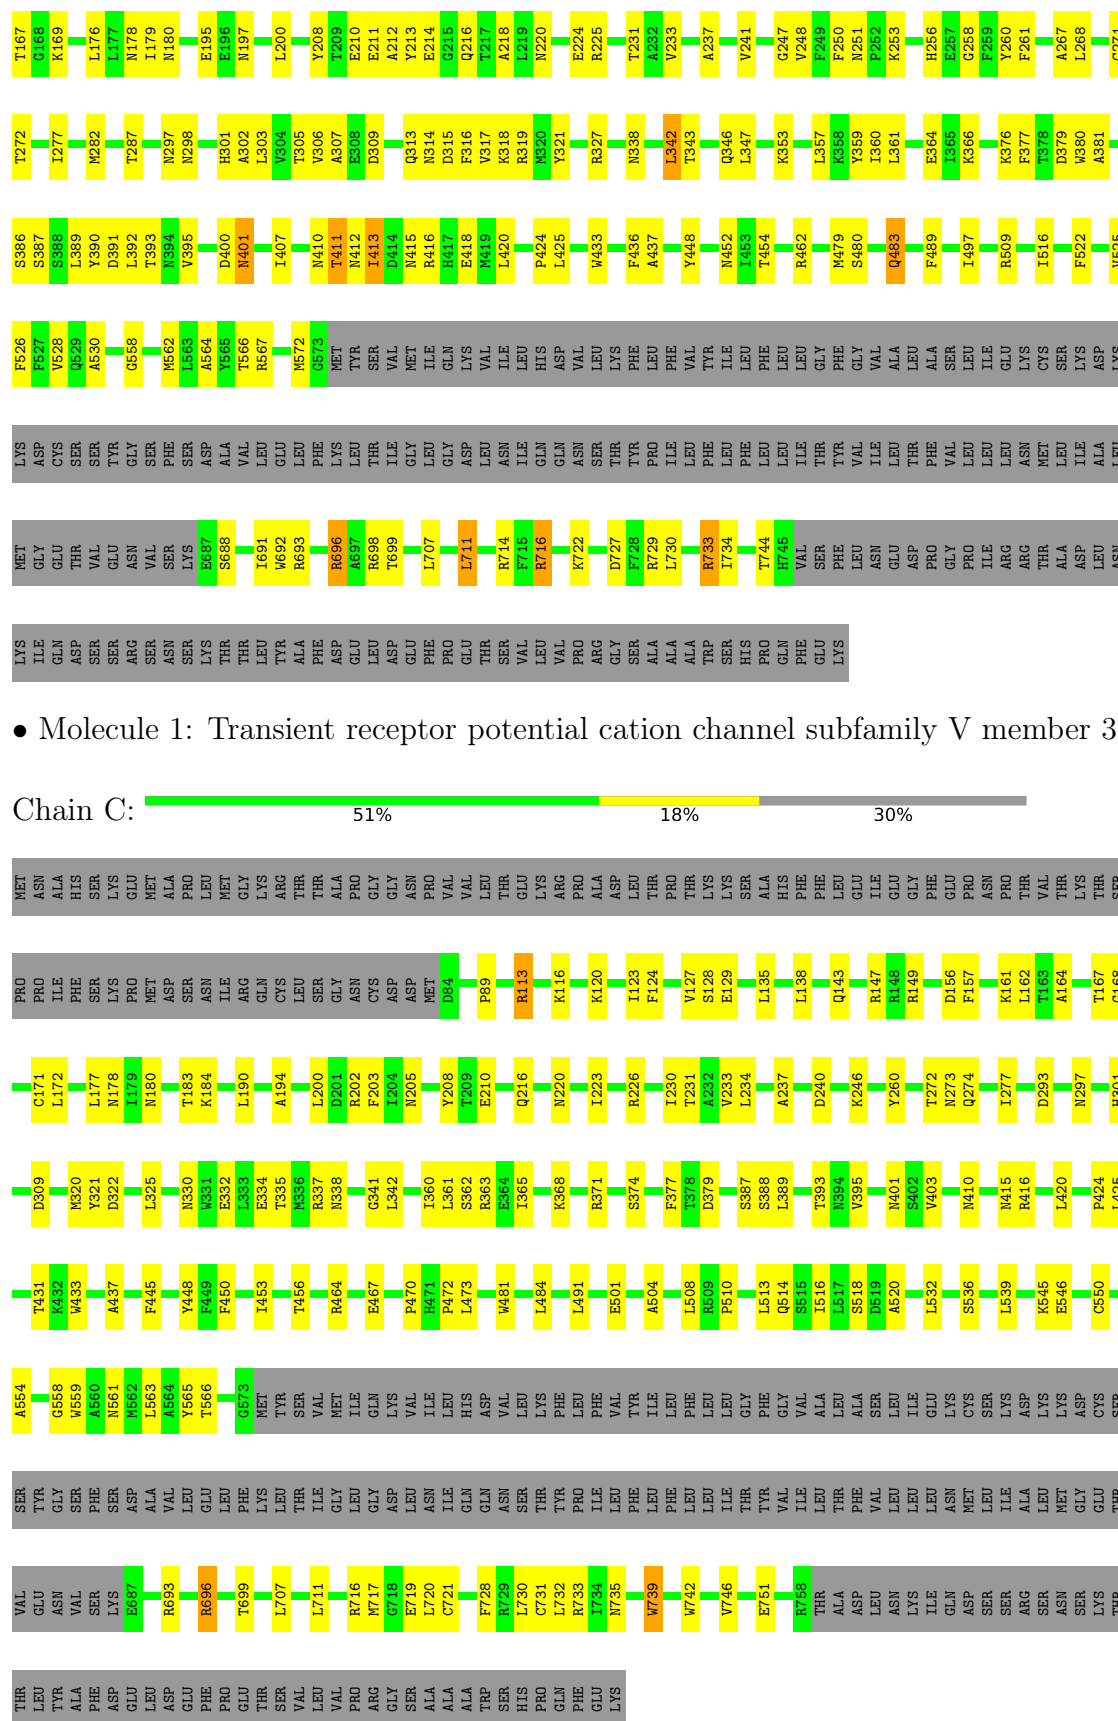 T167 G168 K169 L176 L177 N178 I179 N180 E195 E196 N197 L200 Y208 T209 E210 E211 A212 Y213 E214 G215 Q216 T217 A218 L219 N220 E224 R225 T231 A232 V233 A237 V241 G247 V248 F249 F250 N251 P252 K253 H256 E257 G258 F259 Y260 F261 A267 L268
T272 I277 M282 T287 N297 N298 H301 A302 L303 V304 T305 V306 A307 E308 D309 Q313 N314 D315 F316 V317 K318 R319 M320 Y321 R327 N338 L342 T343 Q346 L347 K353 L357 K358 Y359 I360 L361 E364 I365 K366 K376 F377 T378 D379 W380 A381
S386 S387 S388 L389 Y390 D391 L392 T393 N394 V395 D400 N401 I407 N410 T411 N412 I413 D414 N415 R416 H417 E418 M419 L420 P424 L425 W433 F436 A437 Y448 N452 I453 T454 R462 M479 S480 Q483 F489 I497 R509 I516 F522 V525
F526 F527 V528 Q529 A530 G558 M562 L563 A564 Y565 T566 R567 M572 G573 MET TYR SER VAL MET ILE GLN LYS VAL ILE LEU HIS ASP VAL LEU LYS PHE LEU PHE VAL TYR ILE LEU PHE LEU LEU GLY PHE GLY VAL ALA LEU ALA SER LEU ILE GLU LYS CYS SER LYS ASP LYS
LYS ASP CYS SER SER TYR GLY SER PHE SER ASP ALA VAL LEU GLU LEU PHE LYS LEU THR ILE GLY LEU GLY ASP LEU ASN ILE GLN GLN ASN SER THR TYR PRO ILE LEU PHE LEU PHE LEU LEU ILE THR TYR VAL ILE LEU THR PHE VAL LEU LEU LEU ASN MET LEU ILE ALA LEU
MET GLY GLU THR VAL GLU ASN VAL SER LYS E687 S688 I691 W692 R693 R696 A697 R698 T699 L707 L711 R714 F715 R716 K722 D727 F728 R729 L730 R733 I734 T744 H745 VAL SER PHE LEU ASN GLU ASP PRO GLY PRO ILE ARG ARG THR ALA ASP LEU ASN
LYS ILE GLN ASP SER SER ARG SER ASN SER LYS THR THR LEU TYR ALA PHE ASP GLU LEU ASP GLU PHE PRO GLU THR SER VAL LEU VAL PRO ARG GLY SER ALA ALA ALA TRP SER HIS PRO GLN PHE GLU LYS
• Molecule 1: Transient receptor potential cation channel subfamily V member 3
Chain C:
51% 18% 30%
MET ASN ALA HIS SER LYS GLU MET ALA PRO LEU MET GLY LYS ARG THR THR ALA PRO GLY GLY ASN PRO VAL VAL LEU THR GLU LYS ARG PRO ALA ASP LEU THR PRO THR LYS LYS SER ALA HIS PHE PHE LEU GLU ILE GLU GLY PHE GLU PRO ASN PRO THR VAL THR LYS THR SER
PRO PRO ILE PHE SER LYS PRO MET ASP SER ASN ILE ARG GLN CYS LEU SER GLY ASN CYS ASP ASP MET D84 P89 R113 K116 K120 I123 F124 V127 S128 E129 L135 L138 Q143 R147 R148 R149 D156 F157 K161 L162 T163 A164 T167 G168
C171 L172 L177 N178 I179 N180 T183 K184 L190 A194 L200 D201 R202 F203 I204 N205 Y208 T209 E210 Q216 N220 I223 R226 I230 T231 A232 V233 L234 A237 D240 K246 Y260 T272 N273 Q274 I277 D293 N297 H301
D309 M320 Y321 D322 L325 N330 W331 E332 L333 E334 T335 M336 R337 N338 G341 L342 I360 L361 S362 R363 E364 I365 K368 R371 S374 F377 T378 D379 S387 S388 L389 T393 N394 V395 N401 S402 V403 N410 N415 R416 L420 P424 L425
T431 K432 W433 A437 F445 Y448 F449 F450 I453 T456 R464 E467 P470 H471 P472 L473 W481 L484 L491 E501 A504 L508 R509 P510 L513 Q514 S515 I516 L517 S518 D519 A520 L532 S536 L539 K545 E546 C550
A554 G558 W559 A560 N561 M562 L563 A564 Y565 T566 G573 MET TYR SER VAL MET ILE GLN LYS VAL ILE LEU HIS ASP VAL LEU LYS PHE LEU PHE VAL TYR ILE LEU PHE LEU LEU GLY PHE GLY VAL ALA LEU ALA SER LEU ILE GLU LYS CYS SER LYS ASP LYS LYS ASP CYS SER
SER TYR GLY SER PHE SER ASP ALA VAL LEU GLU LEU PHE LYS LEU THR ILE GLY LEU GLY ASP LEU ASN ILE GLN GLN ASN SER THR TYR PRO ILE LEU PHE LEU PHE LEU LEU ILE THR TYR VAL ILE LEU THR PHE VAL LEU LEU LEU ASN MET LEU ILE ALA LEU MET GLY GLU THR
VAL GLU ASN VAL SER LYS E687 R693 R696 T699 L707 L711 R716 M717 G718 E719 L720 C721 F728 R729 L730 C731 L732 R733 I734 N735 W739 W742 V746 E751 R758 THR ALA ASP LEU ASN LYS ILE GLN ASP SER SER ARG SER ASN SER LYS THR
THR LEU TYR ALA PHE ASP GLU LEU ASP GLU PHE PRO GLU THR SER VAL LEU VAL PRO ARG GLY SER ALA ALA ALA TRP SER HIS PRO GLN PHE GLU LYS